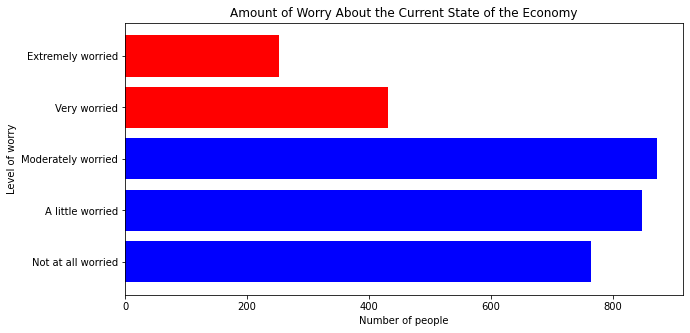 Amount of Worry About the Current State of the Economy
Extremely worried
Very worried
Moderately worried
A little worried
Not at all worried
Level of worry
0 200 400 600 800
Number of people